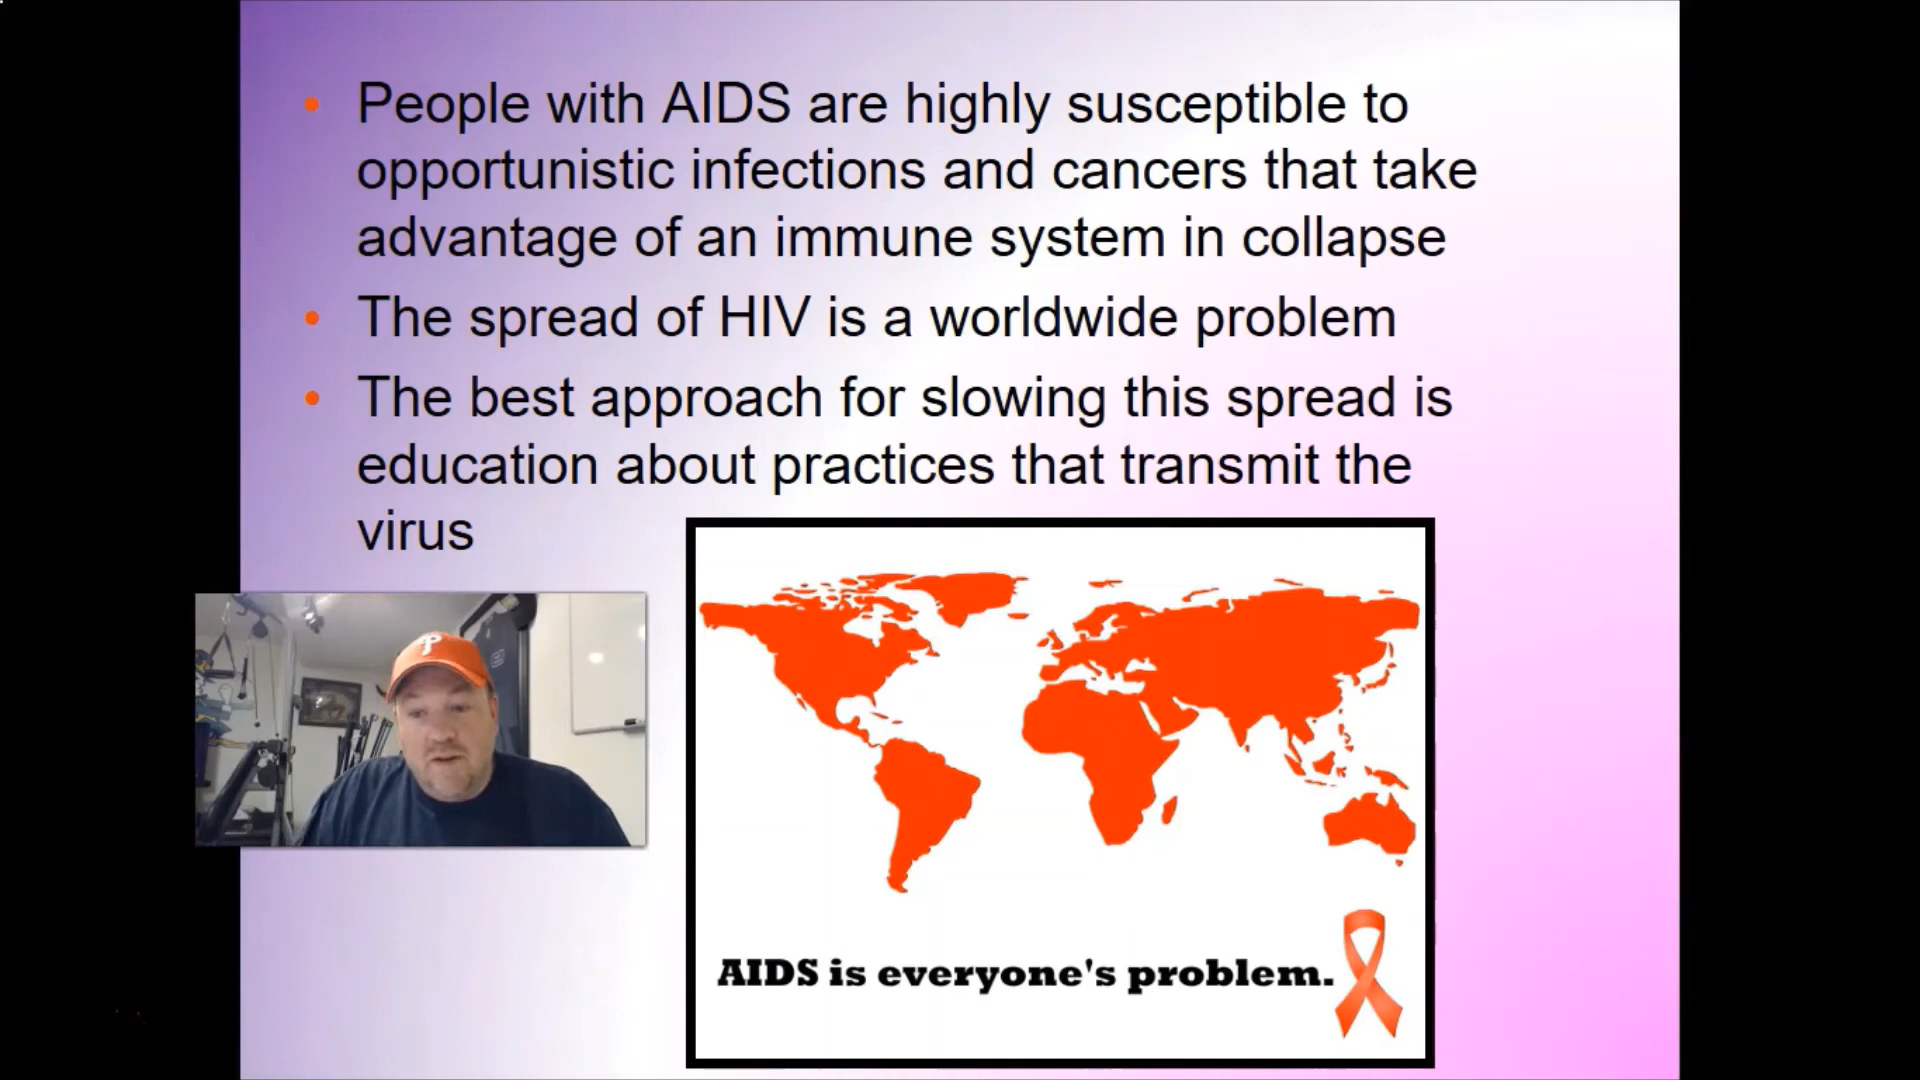 • People with AIDS are highly susceptible to
opportunistic infections and cancers that take
advantage of an immune system in collapse
• The spread of HIV is a worldwide problem
• The best approach for slowing this spread is
education about practices that transmit the
virus
P
AIDS is everyone's problem.